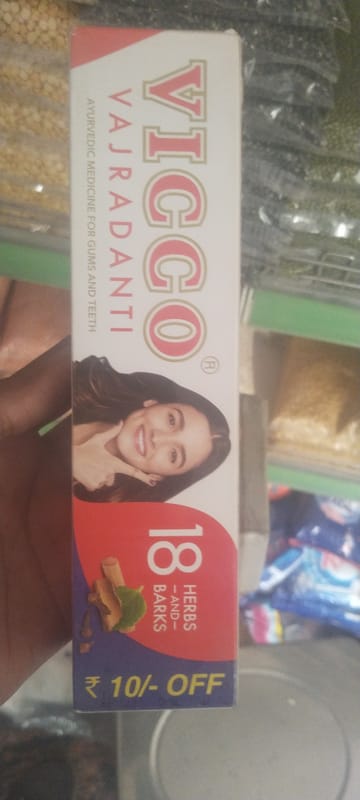 VICCO®
VAJRADANTI
AYURVEDIC MEDICINE FOR GUMS AND TEETH
18
HERBS
-AND-
BARKS
₹ 10/- OFF